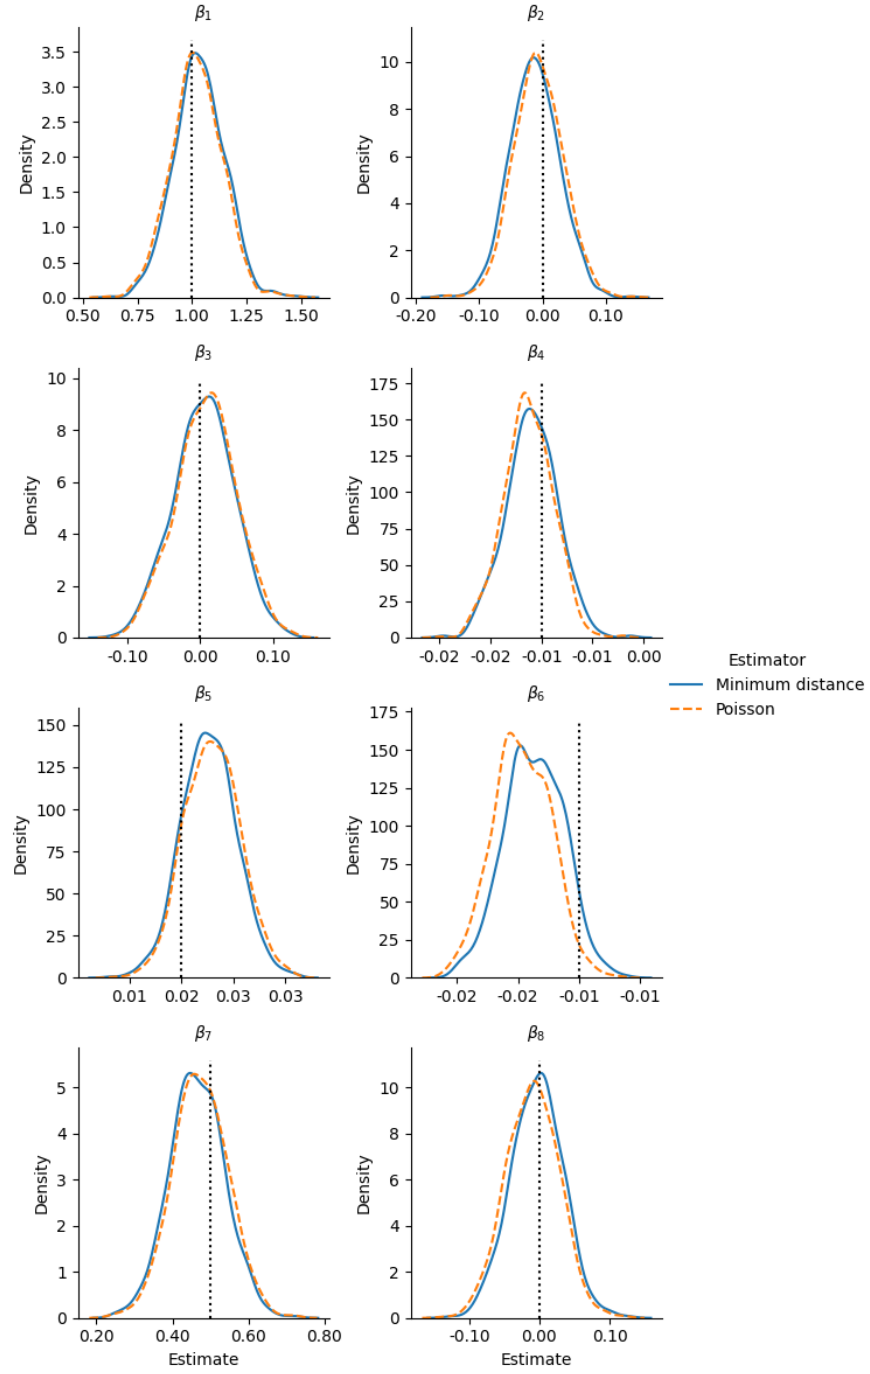 β1
β2
Density
3.5
3.0
2.5
2.0
1.5
1.0
0.5
0.0
0.50 0.75 1.00 1.25 1.50
Density
10
8
6
4
2
0
-0.20 -0.10 0.00 0.10
β3
β4
Density
10
8
6
4
2
0
-0.10 0.00 0.10
Density
175
150
125
100
75
50
25
0
-0.02 -0.02 -0.01 -0.01 0.00
Estimator
Minimum distance
Poisson
β5
β6
Density
150
125
100
75
50
25
0
0.01 0.02 0.03 0.03
Density
175
150
125
100
75
50
25
0
-0.02 -0.02 -0.01 -0.01
β7
β8
Density
5
4
3
2
1
0
0.20 0.40 0.60 0.80
Estimate
Density
10
8
6
4
2
0
-0.10 0.00 0.10
Estimate